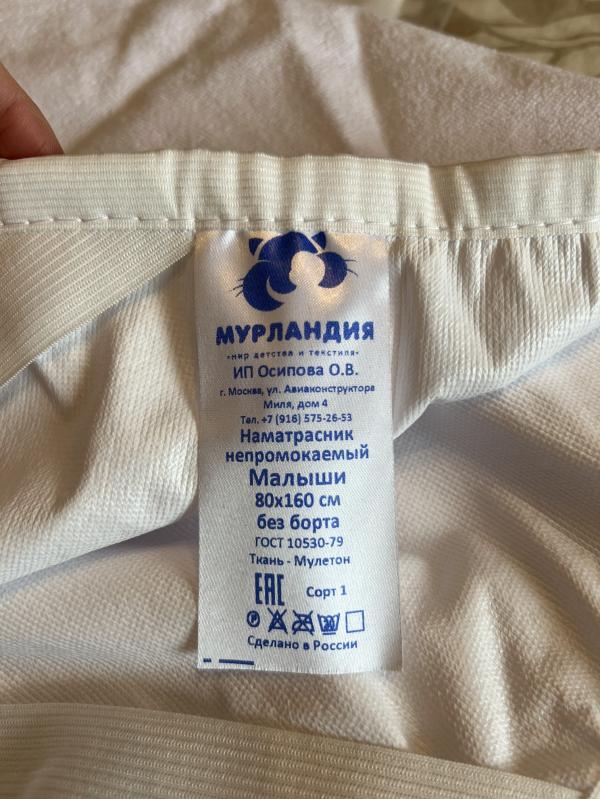 МУРЛАНДИЯ
«мир детства и текстиля»
ИП Осипова О.В.
г. Москва, ул. Авиаконструктора
Миля, дом 4
Тел. +7 (916) 575-26-53
Наматрасник
непромокаемый
Малыши
80х160 см
без борта
ГОСТ 10530-79
Ткань - Мулетон
ЕАС Сорт 1
Сделано в России